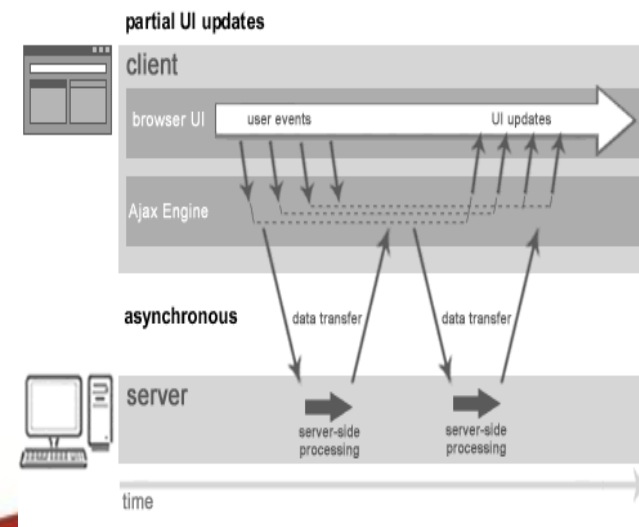 partial UI updates
client
browser UI
user events
UI updates
Ajax Engine
asynchronous
data transfer
data transfer
server
server-side
processing
server-side
processing
time